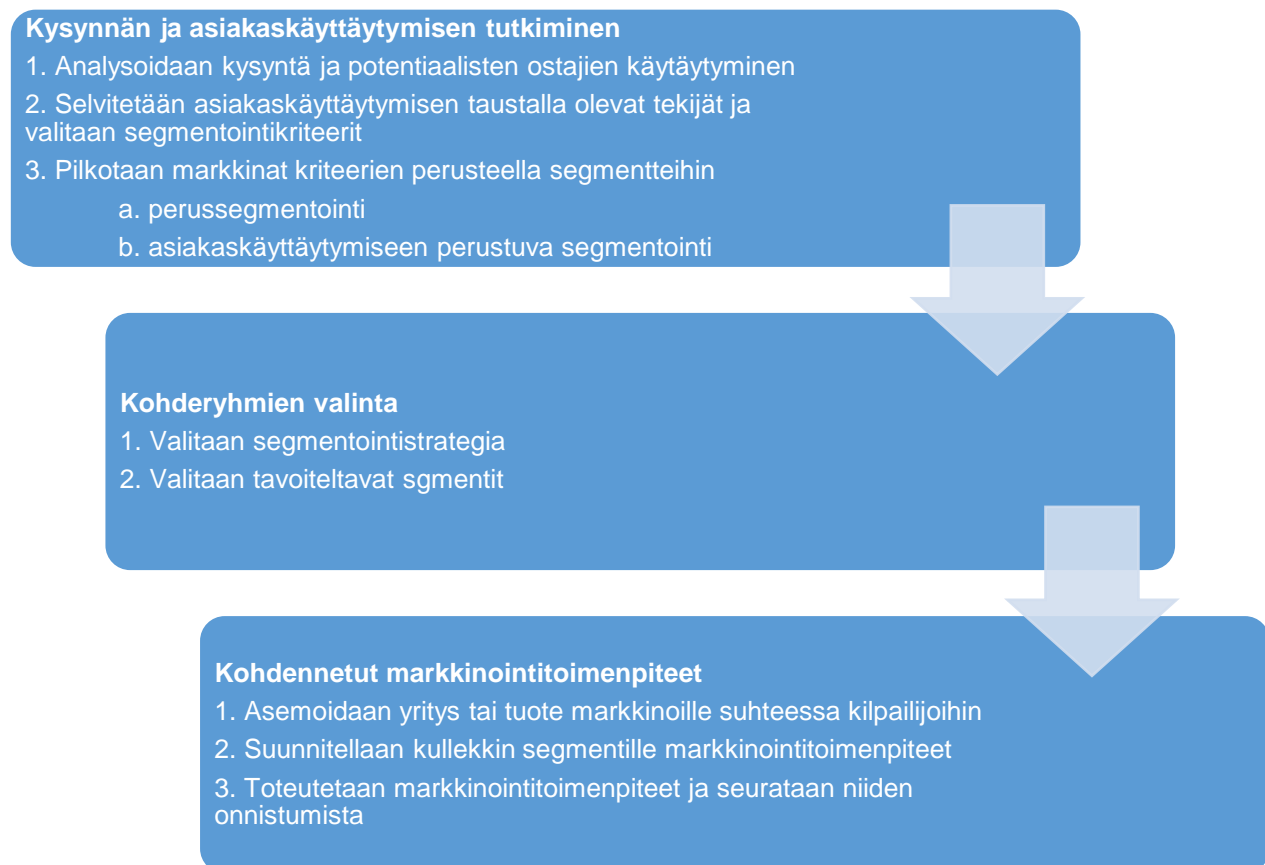 Kysynnän ja asiakaskäyttäytymisen tutkiminen
1. Analysoidaan kysyntä ja potentiaalisten ostajien käytäytyminen
2. Selvitetään asiakaskäyttäytymisen taustalla olevat tekijät ja
valitaan segmentointikriteerit
3. Pilkotaan markkinat kriteerien perusteella segmentteihin
a. perussegmentointi
b. asiakaskäyttäytymiseen perustuva segmentointi
Kohderyhmien valinta
1. Valitaan segmentointistrategia
2. Valitaan tavoiteltavat sgmentit
Kohdennetut markkinointitoimenpiteet
1. Asemoidaan yritys tai tuote markkinoille suhteessa kilpailijoihin
2. Suunnitellaan kullekkin segmentille markkinointitoimenpiteet
3. Toteutetaan markkinointitoimenpiteet ja seurataan niiden
onnistumista